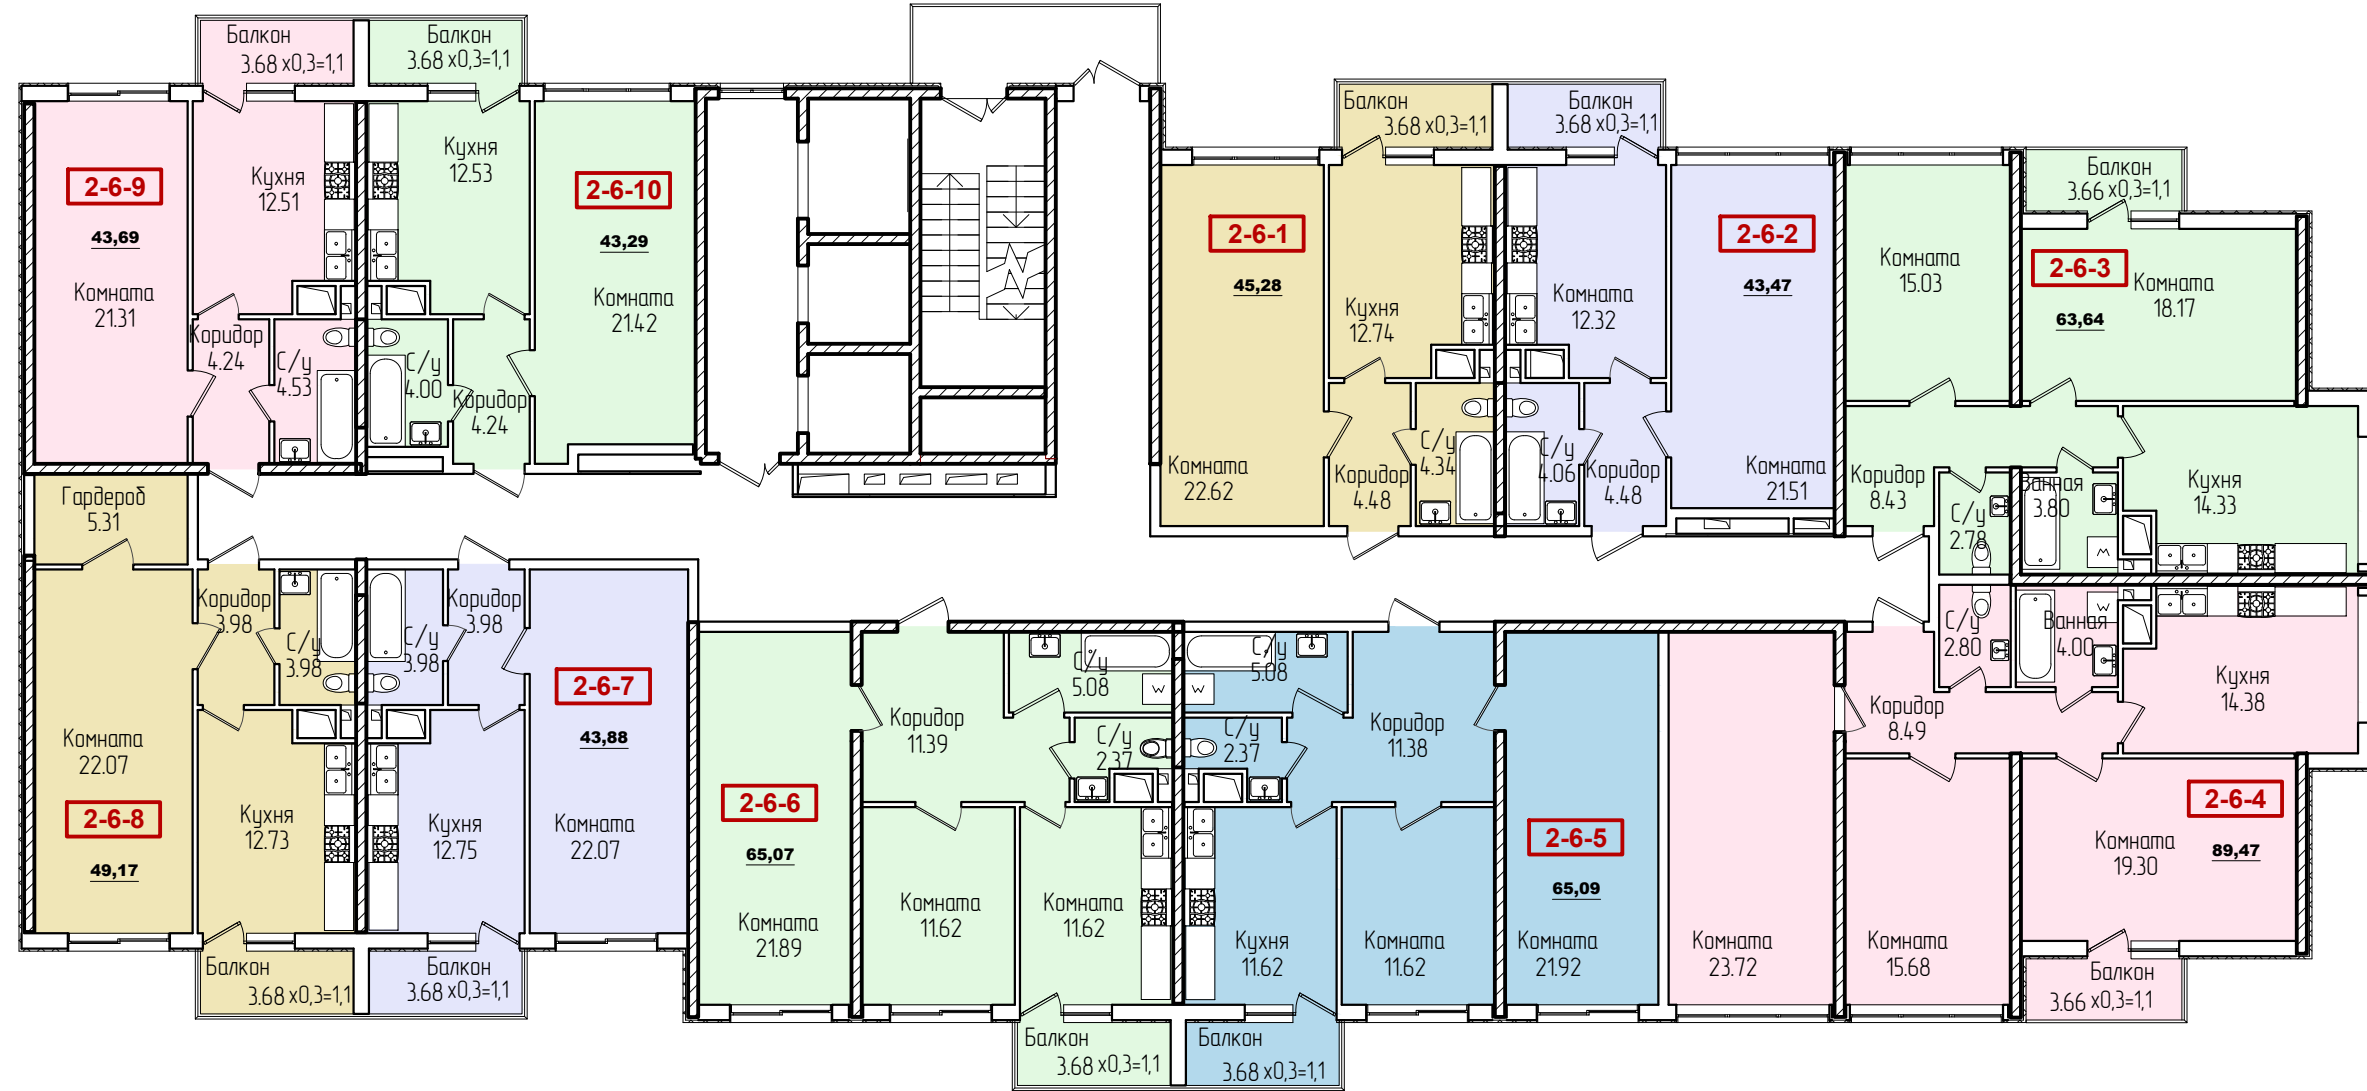 Балкон
3.68 x0,3=1,1
Балкон
3.68 x0,3=1,1
2-6-9
43,69
Комната
21.31
Кухня
12.51
Коридор
4.24
С/у
4.53
Кухня
12.53
2-6-10
43,29
Комната
21.42
С/у
4.00
Коридор
4.24
Балкон
3.68 x0,3=1,1
Балкон
3.68 x0,3=1,1
2-6-1
45,28
Кухня
12.74
Комната
22.62
Коридор
4.48
С/у
4.34
Комната
12.32
2-6-2
43,47
С/у
4.06
Коридор
4.48
Комната
21.51
Балкон
3.66 x0,3=1,1
Комната
15.03
2-6-3
63,64
Комната
18.17
Коридор
8.43
С/у
2.78
Ванная
3.80
Кухня
14.33
M
Гардероб
5.31
Коридор
3.98
С/у
3.98
Комната
22.07
2-6-8
49,17
Кухня
12.73
Балкон
3.68 x0,3=1,1
С/у
3.98
Коридор
3.98
2-6-7
43,88
Кухня
12.75
Комната
22.07
Балкон
3.68 x0,3=1,1
Коридор
11.39
С/у
5.08
W
С/у
2.37
2-6-6
65,07
Комната
21.89
Комната
11.62
Комната
11.62
Балкон
3.68 x0,3=1,1
С/у
5.08
W
С/у
2.37
Коридор
11.38
Кухня
11.62
Комната
11.62
2-6-5
65,09
Комната
21.92
Балкон
3.68 x0,3=1,1
С/у
2.80
Ванная
4.00
W
Коридор
8.49
Кухня
14.38
Комната
23.72
Комната
15.68
Комната
19.30
2-6-4
89,47
Балкон
3.66 x0,3=1,1